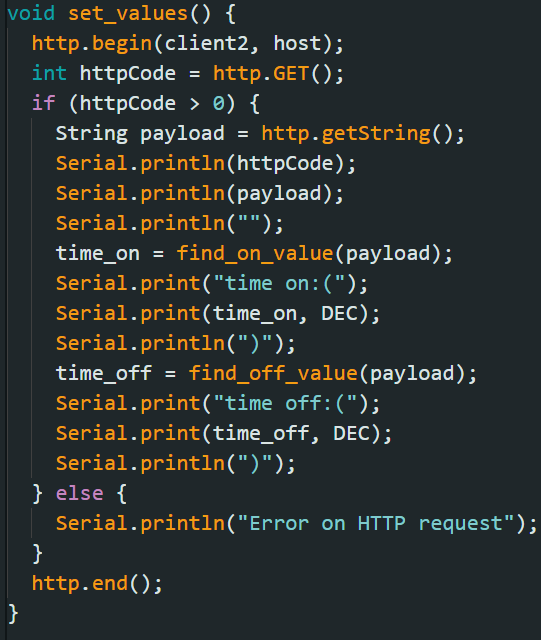 void set_values() {
  http.begin(client2, host);
  int httpCode = http.GET();
  if (httpCode > 0) {
    String payload = http.getString();
    Serial.println(httpCode);
    Serial.println(payload);
    Serial.println("");
    time_on = find_on_value(payload);
    Serial.print("time on:(");
    Serial.print(time_on, DEC);
    Serial.println(")");
    time_off = find_off_value(payload);
    Serial.print("time off:(");
    Serial.print(time_off, DEC);
    Serial.println(")");
  } else {
    Serial.println("Error on HTTP request");
  }
  http.end();
}